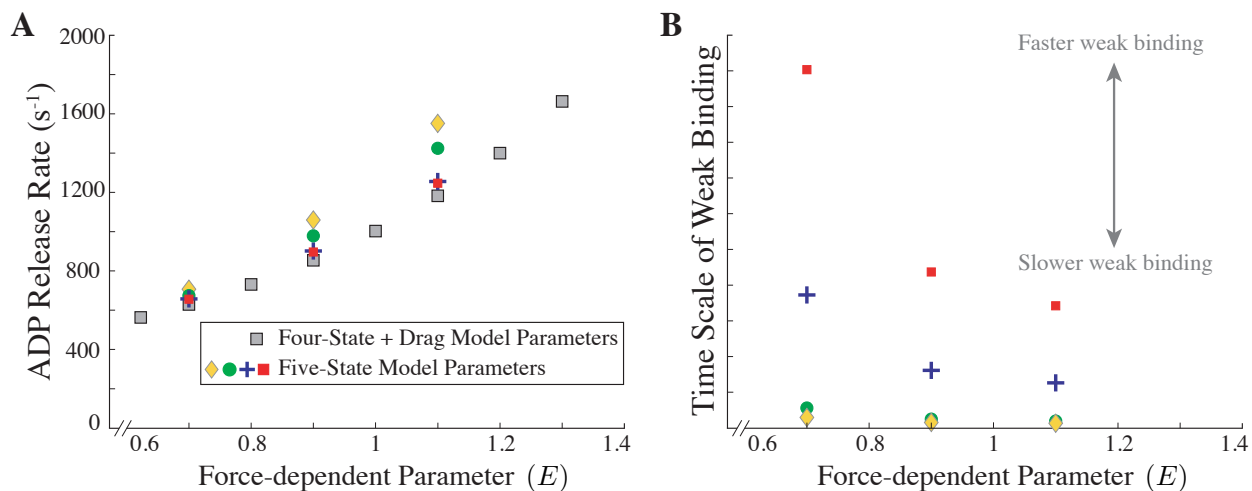 A
ADP Release Rate (s⁻¹)
2000
1600
1200
800
400
0
0.6
0.8
1
1.2
1.4
Force-dependent Parameter (E)
Four-State + Drag Model Parameters
Five-State Model Parameters
B
Time Scale of Weak Binding
Faster weak binding
Slower weak binding
0.6
0.8
1
1.2
1.4
Force-dependent Parameter (E)